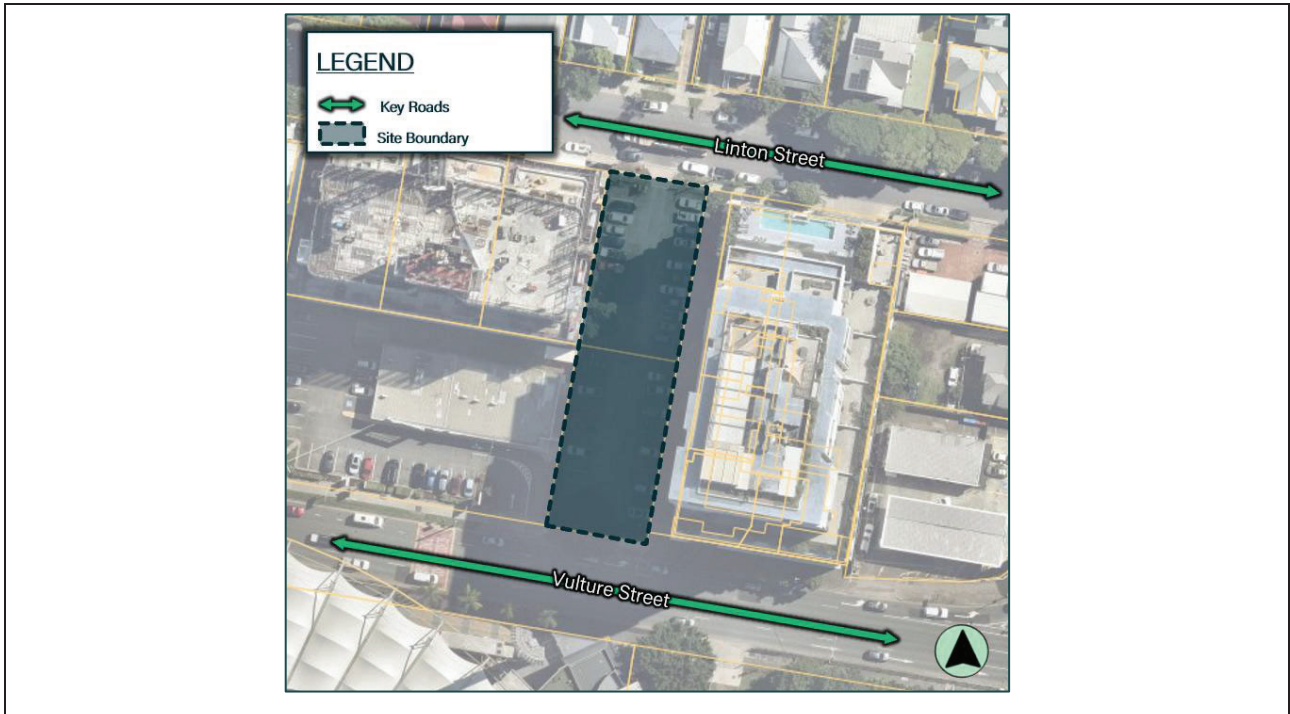 LEGEND
Key Roads
Site Boundary
Linton Street
Vulture Street